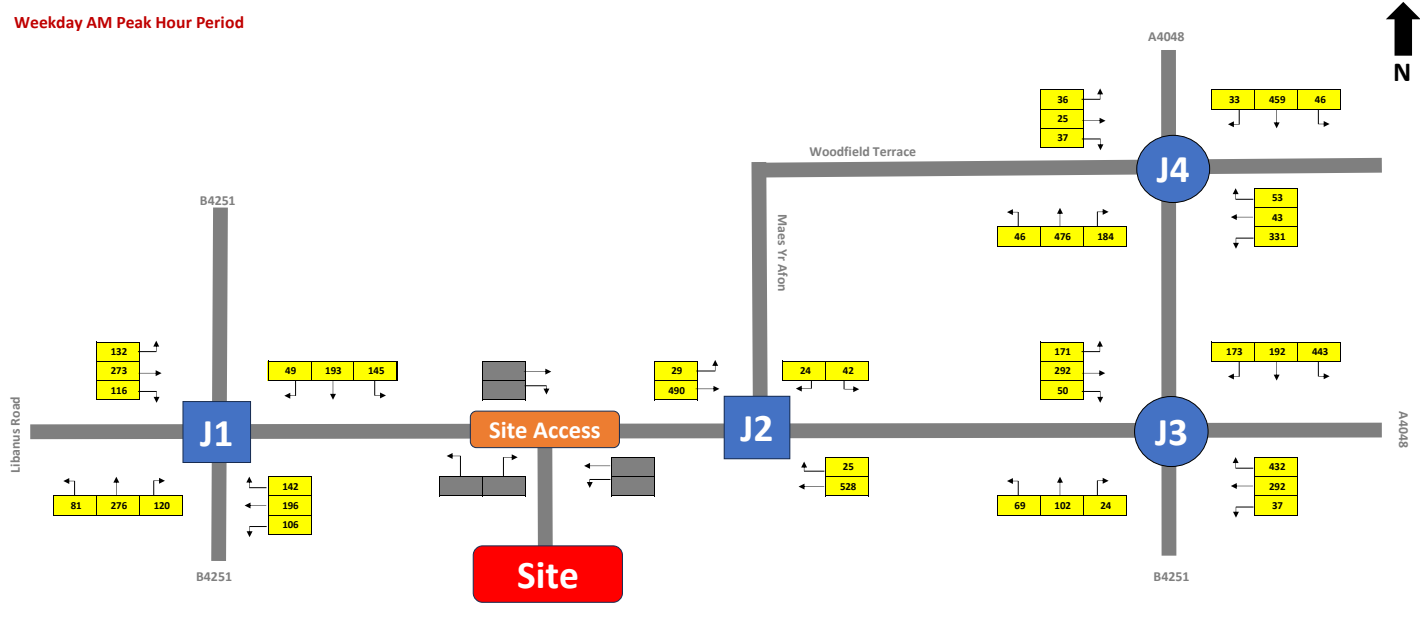 Weekday AM Peak Hour Period
N
A4048
36
25
37
33 459 46
Woodfield Terrace
J4
53
43
331
46 476 184
B4251
Maes Yr Afon
132
273
116
49 193 145
29
490
24 42
171
292
50
173 192 443
Libanus Road
J1
Site Access
J2
J3
A4048
81 276 120
142
196
106
25
528
69 102 24
432
292
37
B4251
Site
B4251